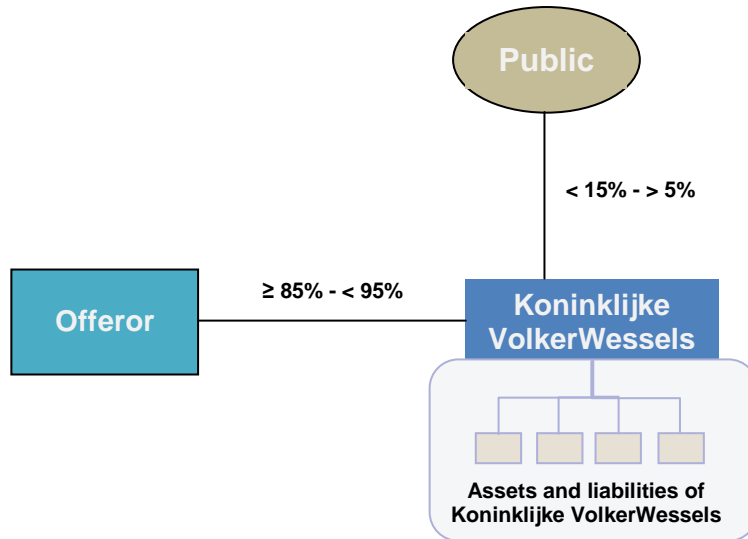 Public
< 15% - > 5%
≥ 85% - < 95%
Offeror
Koninklijke
VolkerWessels
Assets and liabilities of
Koninklijke VolkerWessels